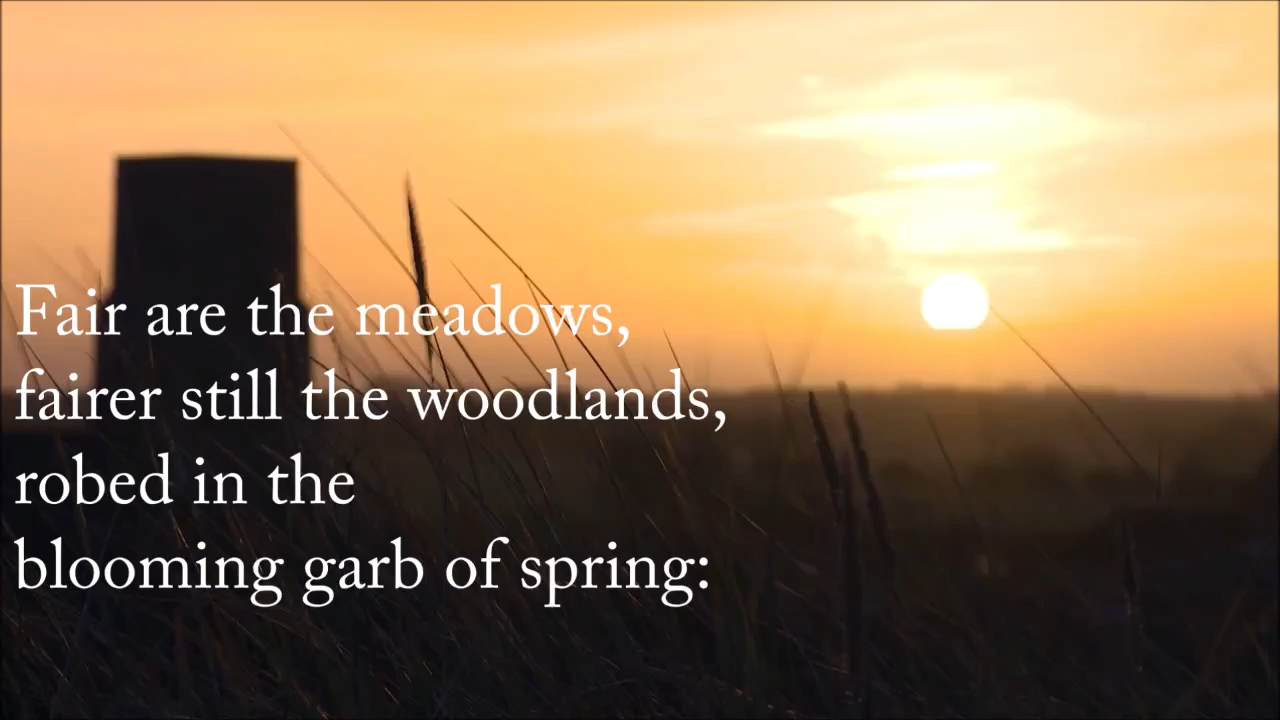 Fair are the meadows,
fairer still the woodlands,
robed in the
blooming garb of spring: